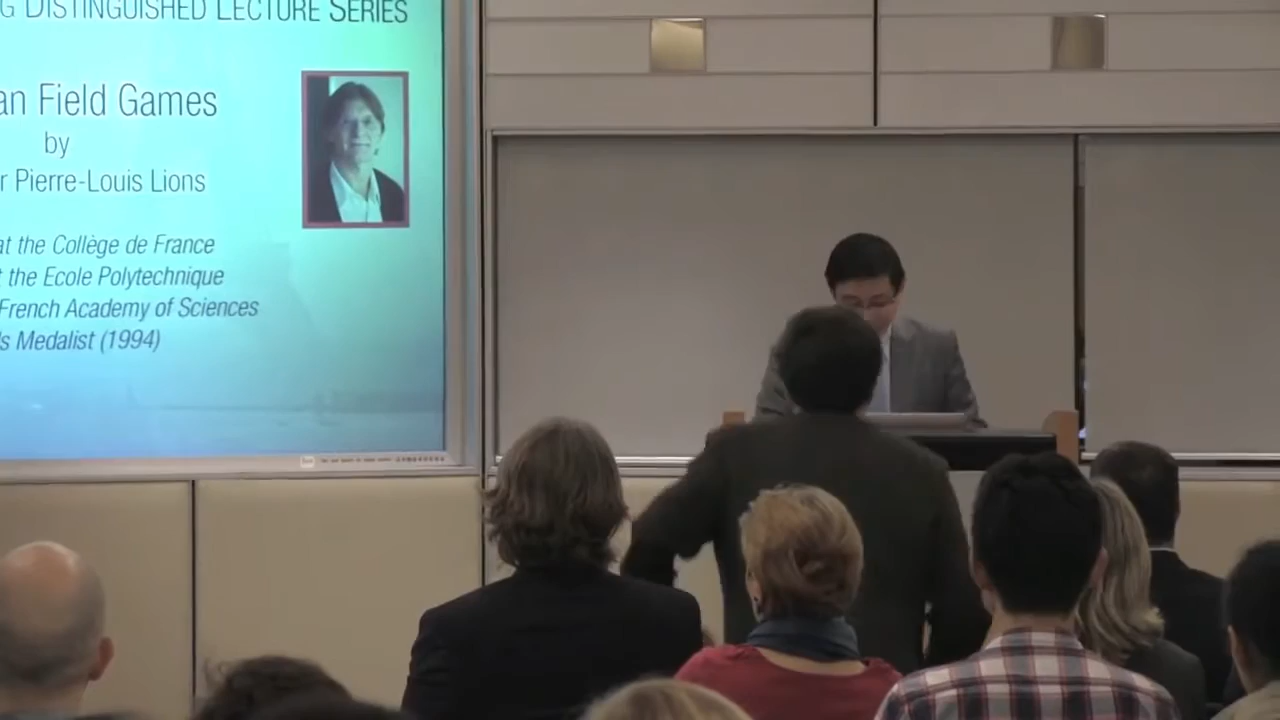 G DISTINGUISHED LECTURE SERIES
an Field Games
by
r Pierre-Louis Lions
at the Collège de France
t the Ecole Polytechnique
French Academy of Sciences
ls Medalist (1994)